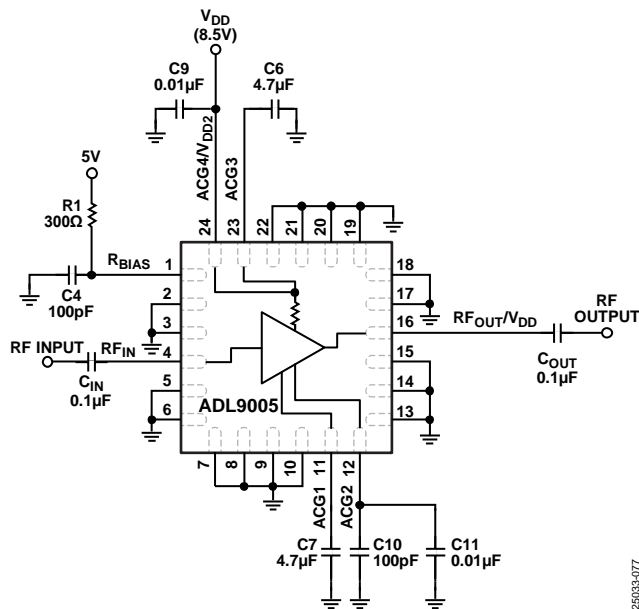 V_DD
(8.5V)
C9
0.01µF
C6
4.7µF
ACG4/V_DD2
ACG3
5V
R1
300Ω
24
23
22
21
20
19
R_BIAS
1
18
C4
100pF
2
17
3
16
RF_OUT/V_DD
RF
OUTPUT
RF INPUT
RF_IN
4
15
C_IN
0.1µF
C_OUT
0.1µF
5
14
6
ADL9005
13
7
8
9
10
11
12
ACG1
ACG2
C7
4.7µF
C10
100pF
C11
0.01µF
25033-077